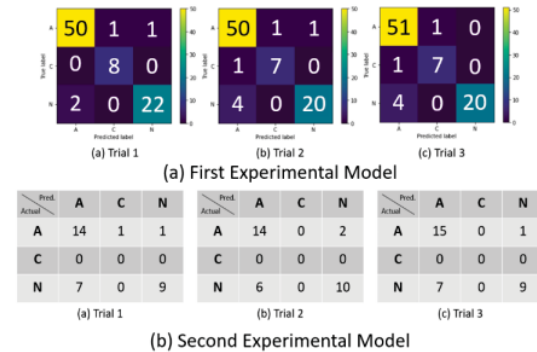 50 1 1
0 8 0
2 0 22
A C N
A C N
True label
Predicted label
50 40 30 20 10 0
(a) Trial 1
50 1 1
1 7 0
4 0 20
A C N
A C N
True label
Predicted label
50 40 30 20 10 0
(b) Trial 2
51 1 0
1 7 0
4 0 20
A C N
A C N
True label
Predicted label
50 40 30 20 10 0
(c) Trial 3
(a) First Experimental Model
Pred. Actual A C N
A 14 1 1
C 0 0 0
N 7 0 9
(a) Trial 1
Pred. Actual A C N
A 14 0 2
C 0 0 0
N 6 0 10
(b) Trial 2
Pred. Actual A C N
A 15 0 1
C 0 0 0
N 7 0 9
(c) Trial 3
(b) Second Experimental Model